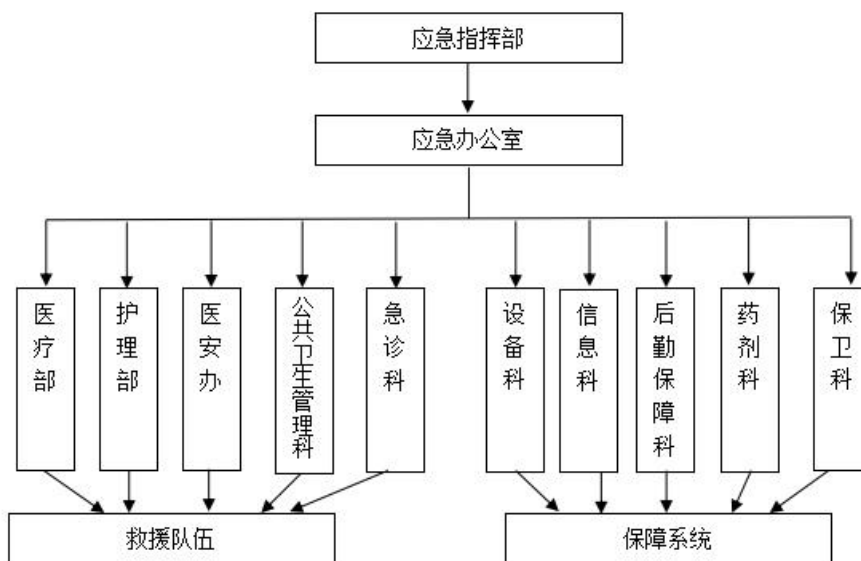 应急指挥部
应急办公室
医疗部
护理部
医安办
公共卫生管理科
急诊科
设备科
信息科
后勤保障科
药剂科
保卫科
救援队伍
保障系统